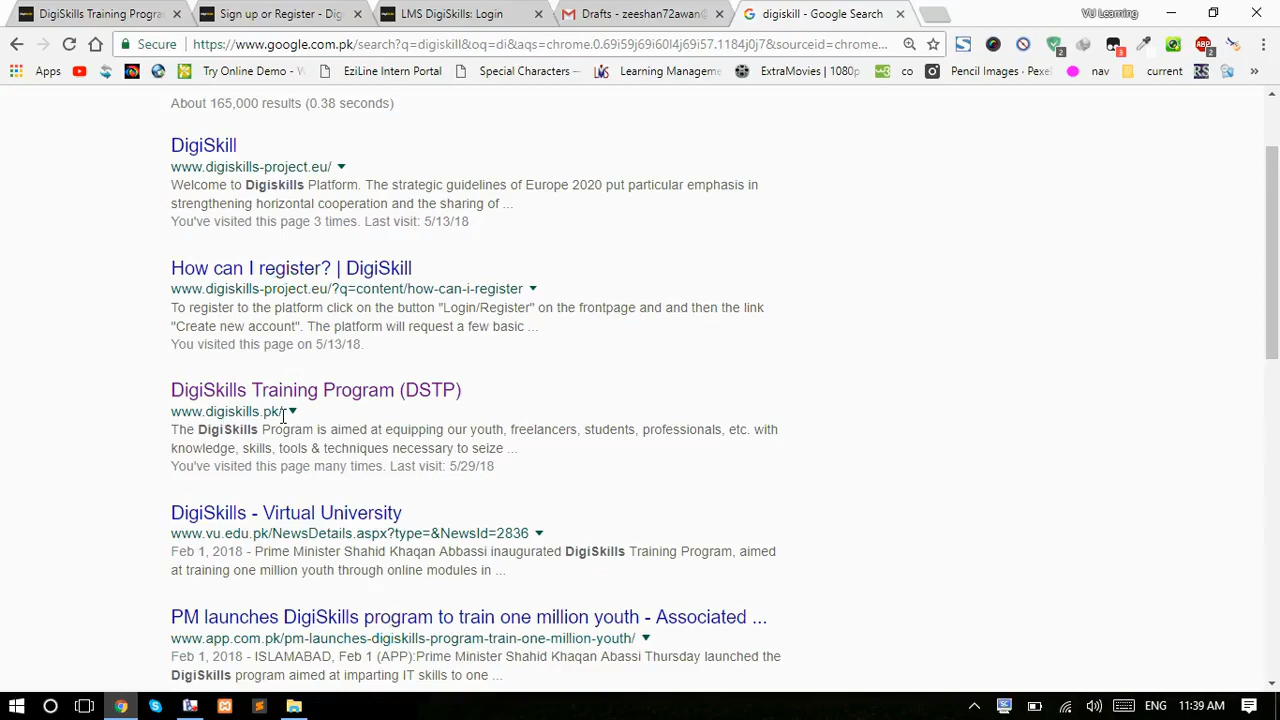 DigiSkills Training Progra
Sign up or Register - Dig
LMS DigiSkills: Login
Drafts - zeeshan72awan@
digiskill - Google Search
VU Learning
Secure
https://www.google.com.pk/search?q=digiskill&oq=di&aqs=chrome.0.69i59j69i60l4j69i57.1184j0j7&sourceid=chrome...
Apps
Try Online Demo - W
EziLine Intern Portal
Special Characters -
Learning Manageme
ExtraMovies | 1080p
co
Pencil Images · Pexel
nav
current
About 165,000 results (0.38 seconds)
DigiSkill
www.digiskills-project.eu/
Welcome to Digiskills Platform. The strategic guidelines of Europe 2020 put particular emphasis in
strengthening horizontal cooperation and the sharing of ...
You've visited this page 3 times. Last visit: 5/13/18
How can I register? | DigiSkill
www.digiskills-project.eu/?q=content/how-can-i-register
To register to the platform click on the button "Login/Register" on the frontpage and and then the link
"Create new account". The platform will request a few basic ...
You visited this page on 5/13/18.
DigiSkills Training Program (DSTP)
www.digiskills.pk/
The DigiSkills Program is aimed at equipping our youth, freelancers, students, professionals, etc. with
knowledge, skills, tools & techniques necessary to seize ...
You've visited this page many times. Last visit: 5/29/18
DigiSkills - Virtual University
www.vu.edu.pk/NewsDetails.aspx?type=&NewsId=2836
Feb 1, 2018 - Prime Minister Shahid Khaqan Abbassi inaugurated DigiSkills Training Program, aimed
at training one million youth through online modules in ...
PM launches DigiSkills program to train one million youth - Associated ...
www.app.com.pk/pm-launches-digiskills-program-train-one-million-youth/
Feb 1, 2018 - ISLAMABAD, Feb 1 (APP):Prime Minister Shahid Khaqan Abassi Thursday launched the
DigiSkills program aimed at imparting IT skills to one ...
ENG
11:39 AM